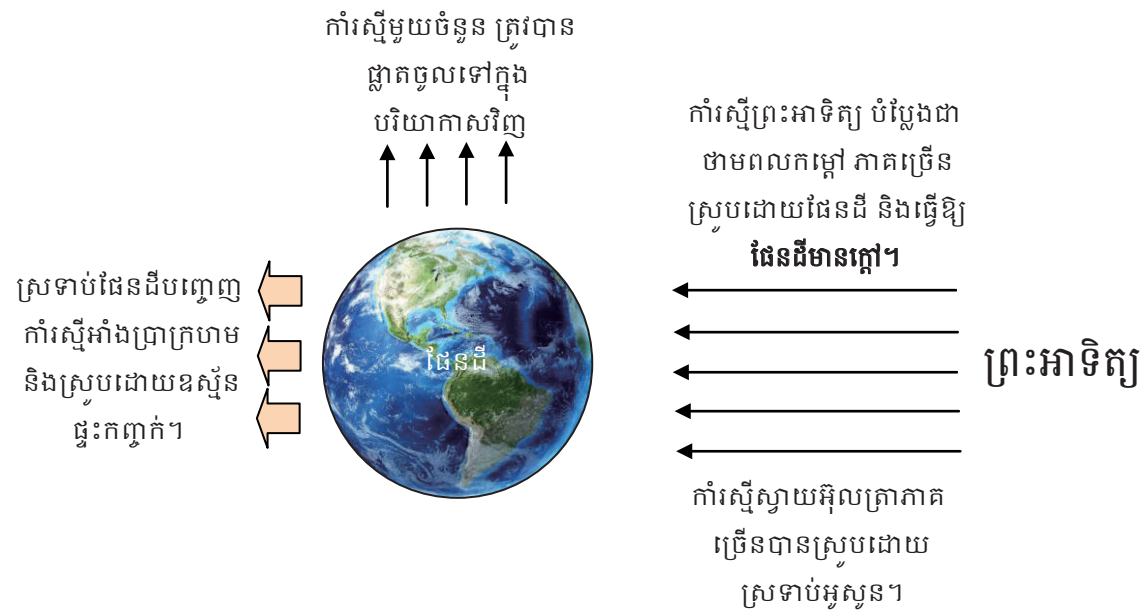 កាំរស្មីមួយចំនួន ត្រូវបាន
ផ្លាតចូលទៅក្នុង
បរិយាកាសវិញ
កាំរស្មីព្រះអាទិត្យ បំប្លែងជា
ថាមពលកម្ដៅ ភាគច្រើន
ស្រូបដោយផែនដី និងធ្វើឱ្យ
ផែនដីមានក្ដៅ។
ស្រទាប់ផែនដីបញ្ចេញ
កាំរស្មីអាំងប្រាក្រហម
និងស្រូបដោយឧស្ម័ន
ផ្ទះកញ្ចក់។
ផែនដី
ព្រះអាទិត្យ
កាំរស្មីស្វាយអ៊ុលត្រាភាគ
ច្រើនបានស្រូបដោយ
ស្រទាប់អូសូន។